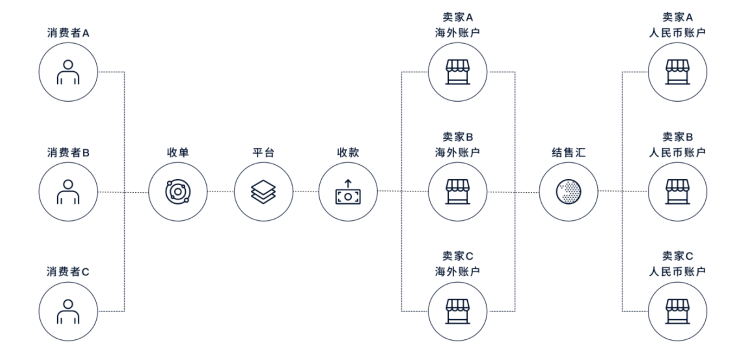 消费者A
消费者B
消费者C
收单
平台
收款
卖家A
海外账户
卖家B
海外账户
卖家C
海外账户
结售汇
卖家A
人民币账户
卖家B
人民币账户
卖家C
人民币账户